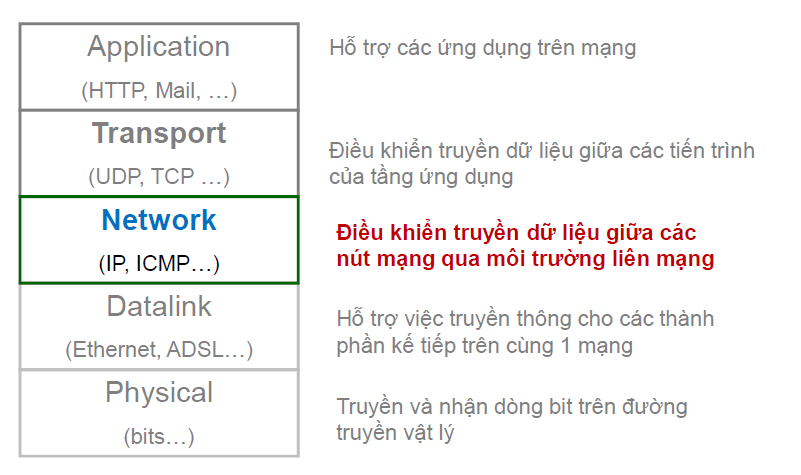 Application
(HTTP, Mail, …)
Hỗ trợ các ứng dụng trên mạng
Transport
(UDP, TCP …)
Điều khiển truyền dữ liệu giữa các tiến trình
của tầng ứng dụng
Network
(IP, ICMP…)
Điều khiển truyền dữ liệu giữa các
nút mạng qua môi trường liên mạng
Datalink
(Ethernet, ADSL…)
Hỗ trợ việc truyền thông cho các thành
phần kế tiếp trên cùng 1 mạng
Physical
(bits…)
Truyền và nhận dòng bit trên đường
truyền vật lý